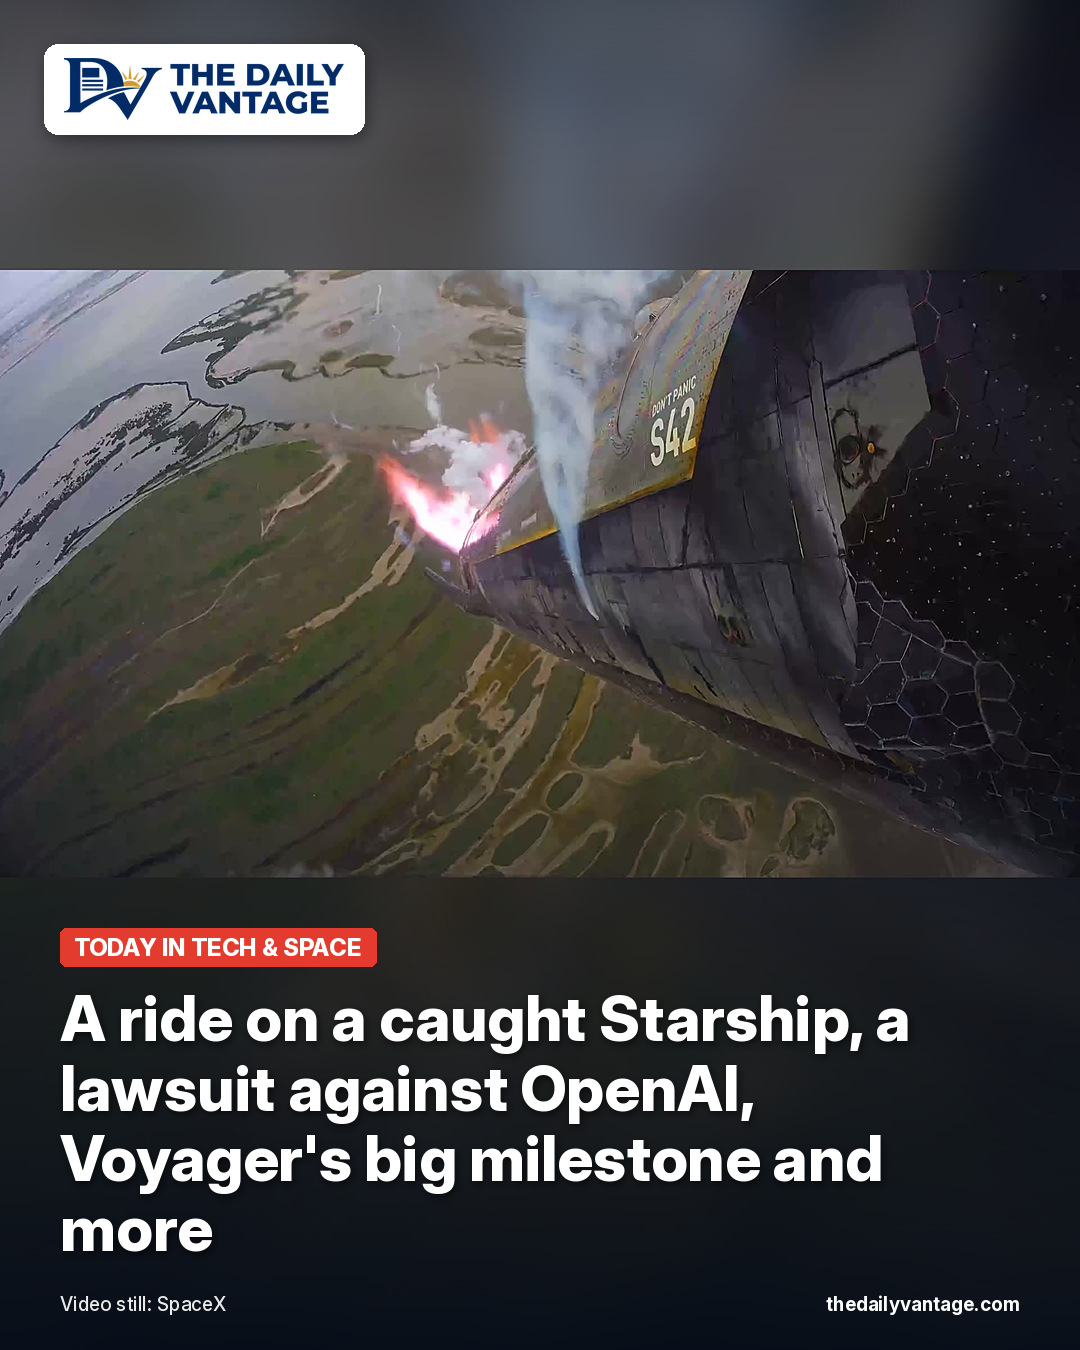 THE DAILY
VANTAGE
DON'T PANIC
S42
TODAY IN TECH & SPACE
A ride on a caught Starship, a
lawsuit against OpenAI,
Voyager's big milestone and
more
Video still: SpaceX
thedailyvantage.com